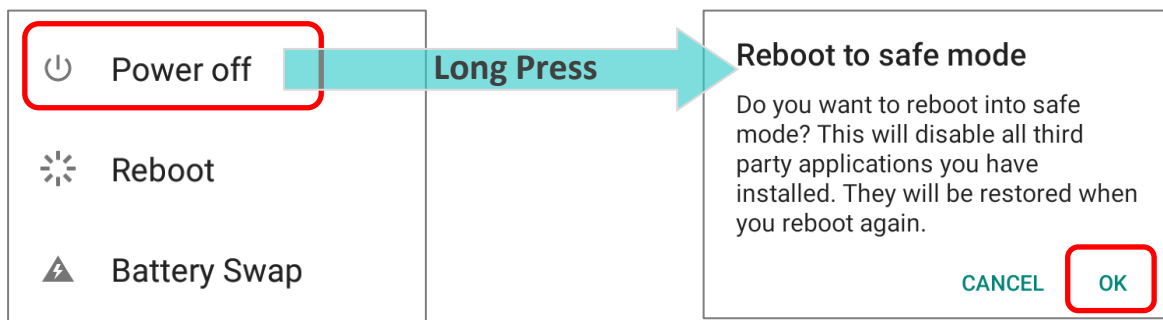 Power off
Reboot
Battery Swap
Long Press
Reboot to safe mode
Do you want to reboot into safe
mode? This will disable all third
party applications you have
installed. They will be restored when
you reboot again.
CANCEL OK